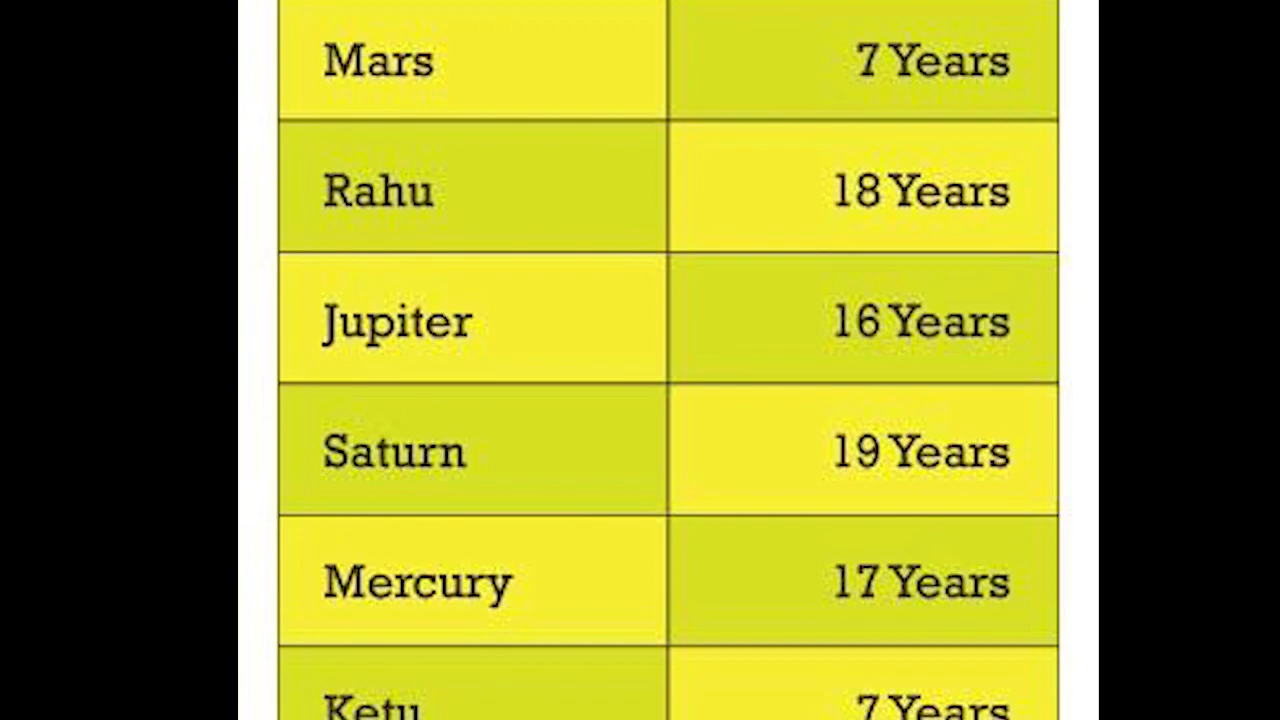 Mars 7 Years
Rahu 18 Years
Jupiter 16 Years
Saturn 19 Years
Mercury 17 Years
Ketu 7 Years